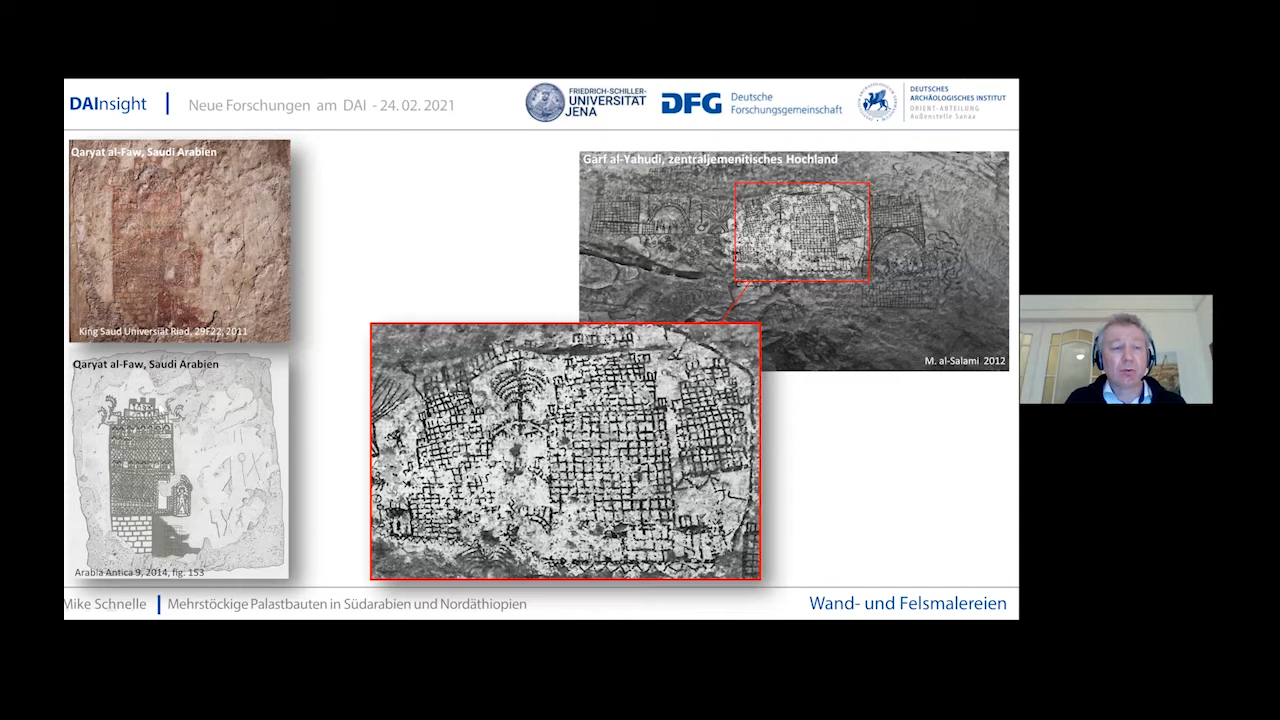 DAInsight
Neue Forschungen am DAI - 24.02.2021
FRIEDRICH-SCHILLER-
UNIVERSITÄT
JENA
DFG
Deutsche
Forschungsgemeinschaft
DEUTSCHES
ARCHÄOLOGISCHES INSTITUT
ORIENT-ABTEILUNG
Außenstelle Sanaa
Qaryat al-Faw, Saudi Arabien
King Saud Universiät Riad, 29F22, 2011
Qaryat al-Faw, Saudi Arabien
Arabia Antica 9, 2014, fig. 153
Garf al-Yahudi, zentraljemenitisches Hochland
M. al-Salami 2012
Mike Schnelle
Mehrstöckige Palastbauten in Südarabien und Nordäthiopien
Wand- und Felsmalereien